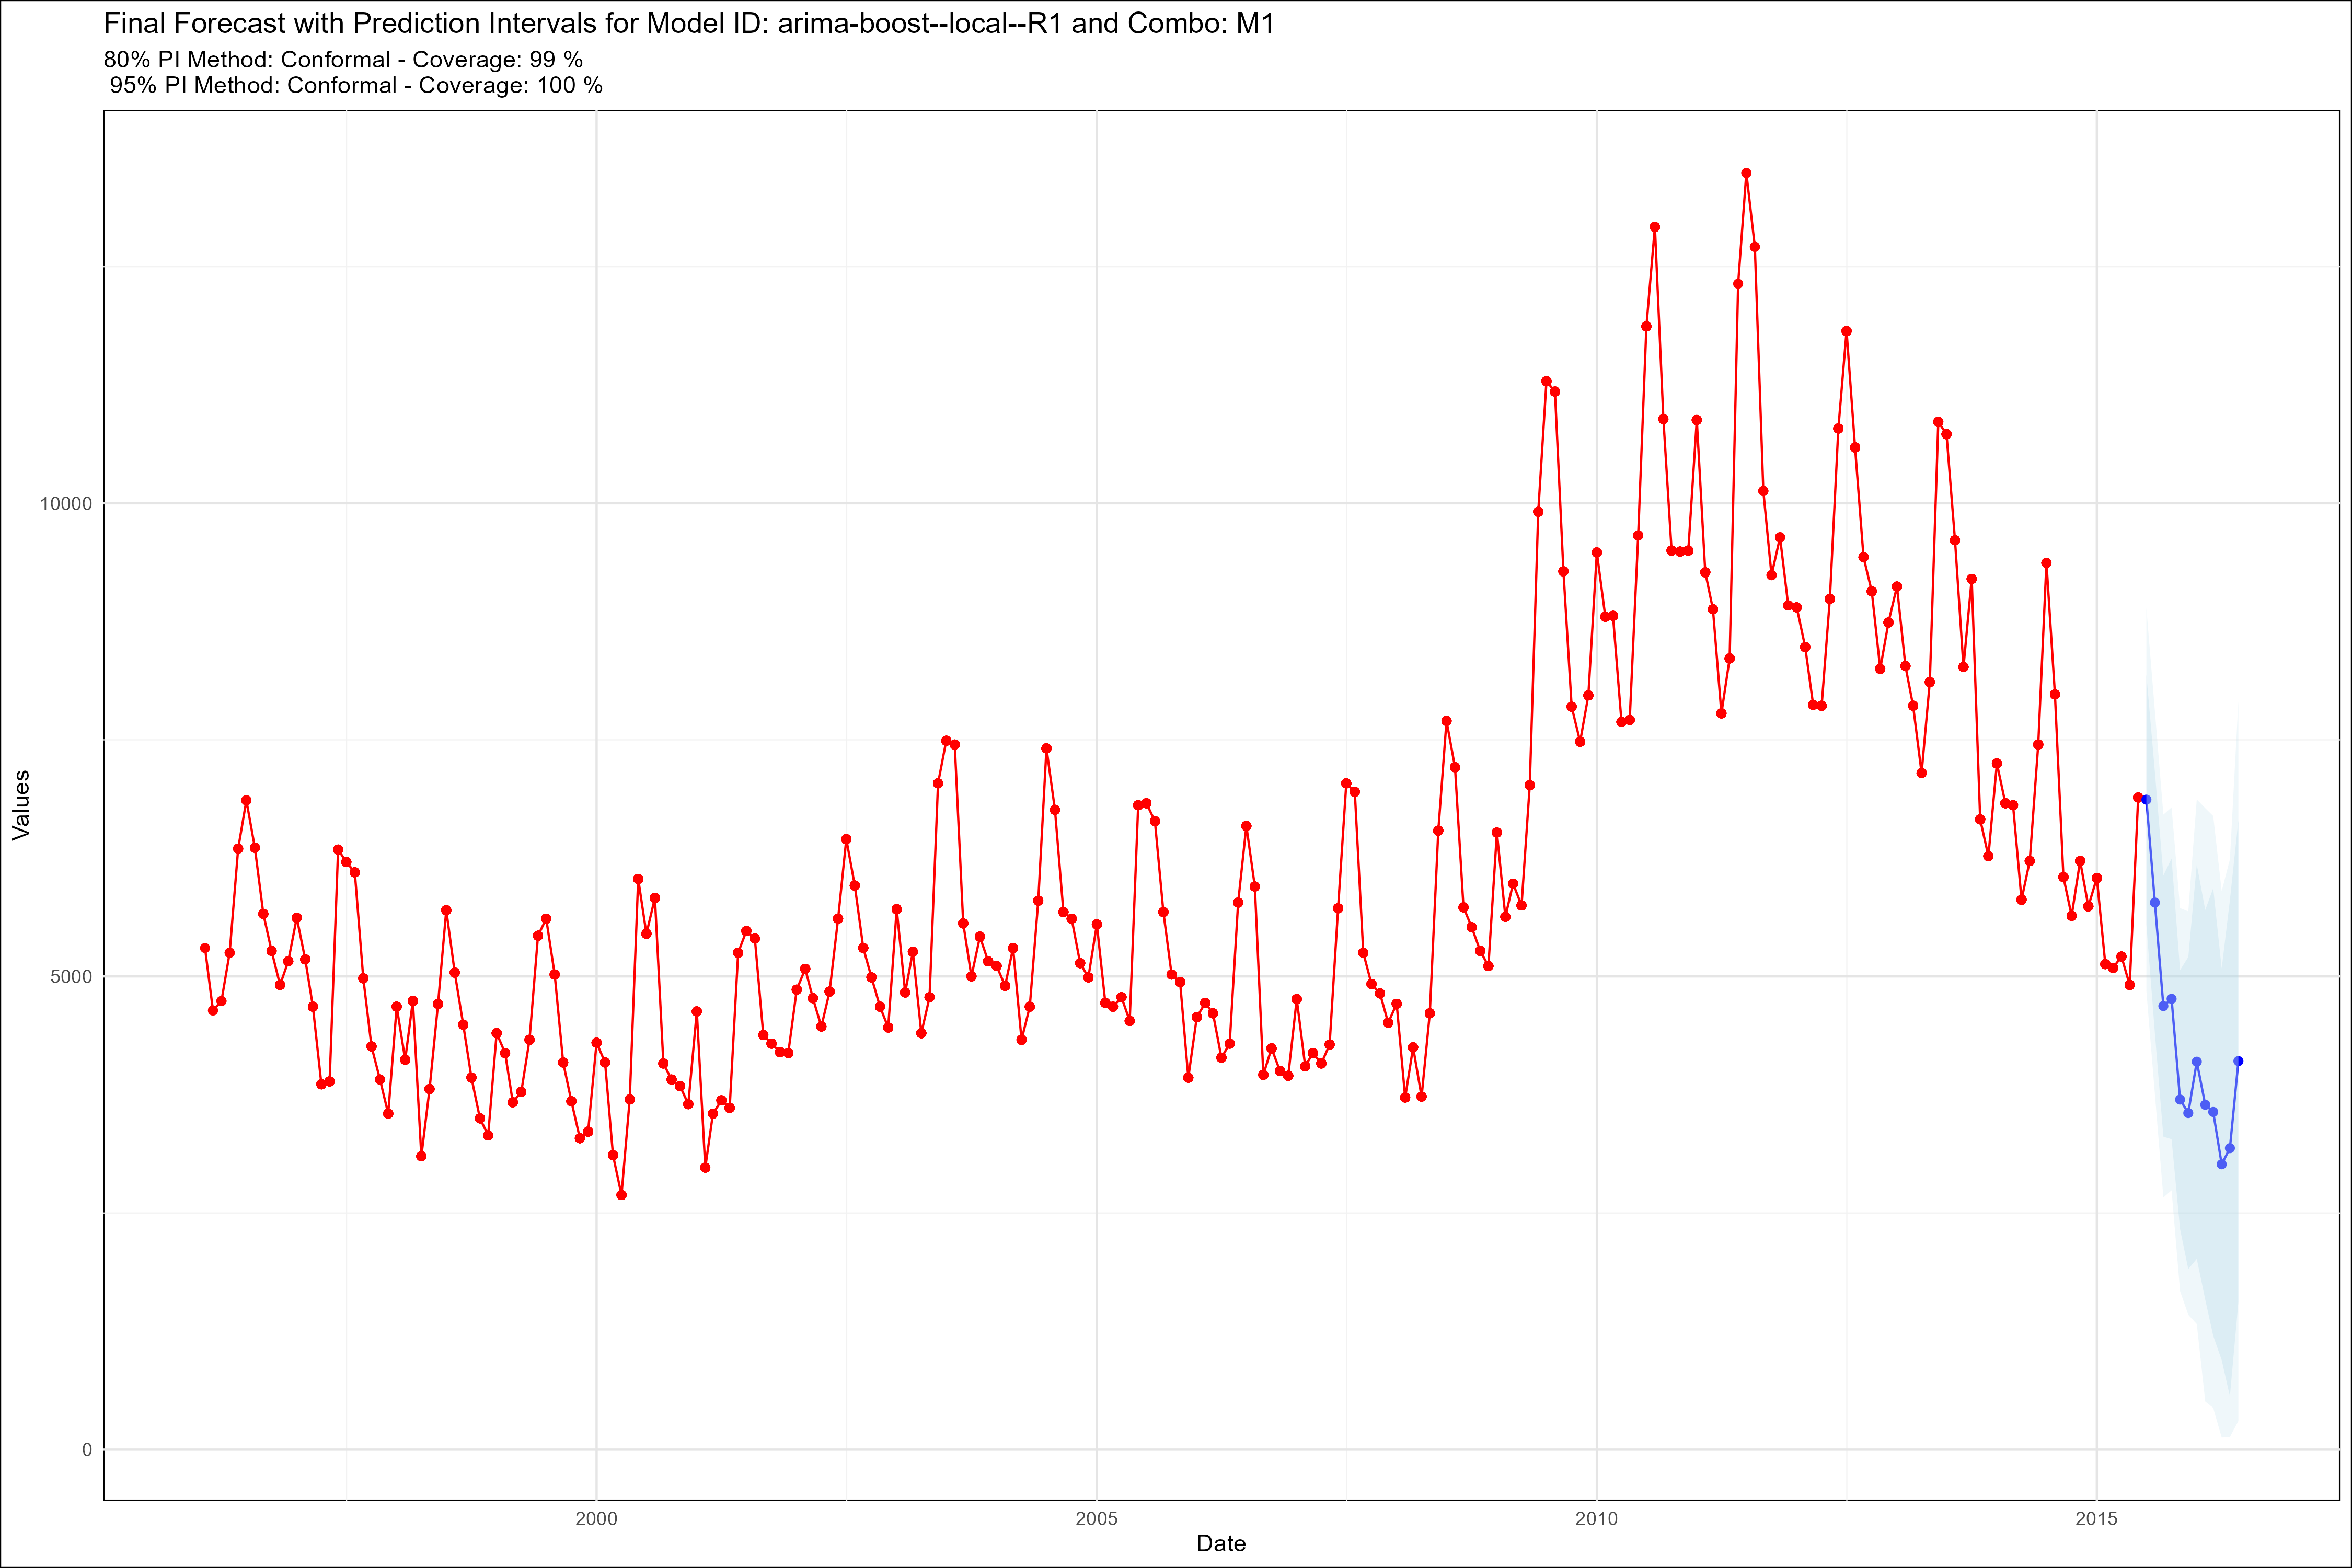 Final Forecast with Prediction Intervals for Model ID: arima-boost--local--R1 and Combo: M1
80% PI Method: Conformal - Coverage: 99 %
95% PI Method: Conformal - Coverage: 100 %
Values
10000
5000
0
2000
2005
2010
2015
Date